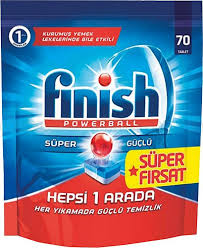 1
KURUMUŞ YEMEK
LEKELERİNDE BİLE ETKİLİ
70
TABLET
finish
POWERBALL
SÜPER GÜÇLÜ
SÜPER
FIRSAT
HEPSİ 1 ARADA
HER YIKAMADA GÜÇLÜ TEMİZLİK